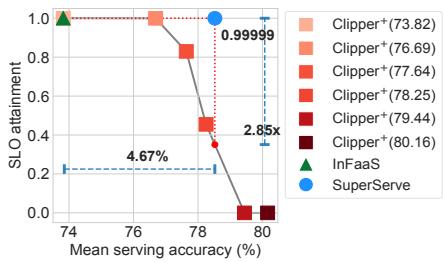 1.0
0.8
0.6
0.4
0.2
0.0
SLO attainment
74
76
78
80
Mean serving accuracy (%)
0.99999
2.85x
4.67%
Clipper⁺(73.82)
Clipper⁺(76.69)
Clipper⁺(77.64)
Clipper⁺(78.25)
Clipper⁺(79.44)
Clipper⁺(80.16)
InFaaS
SuperServe